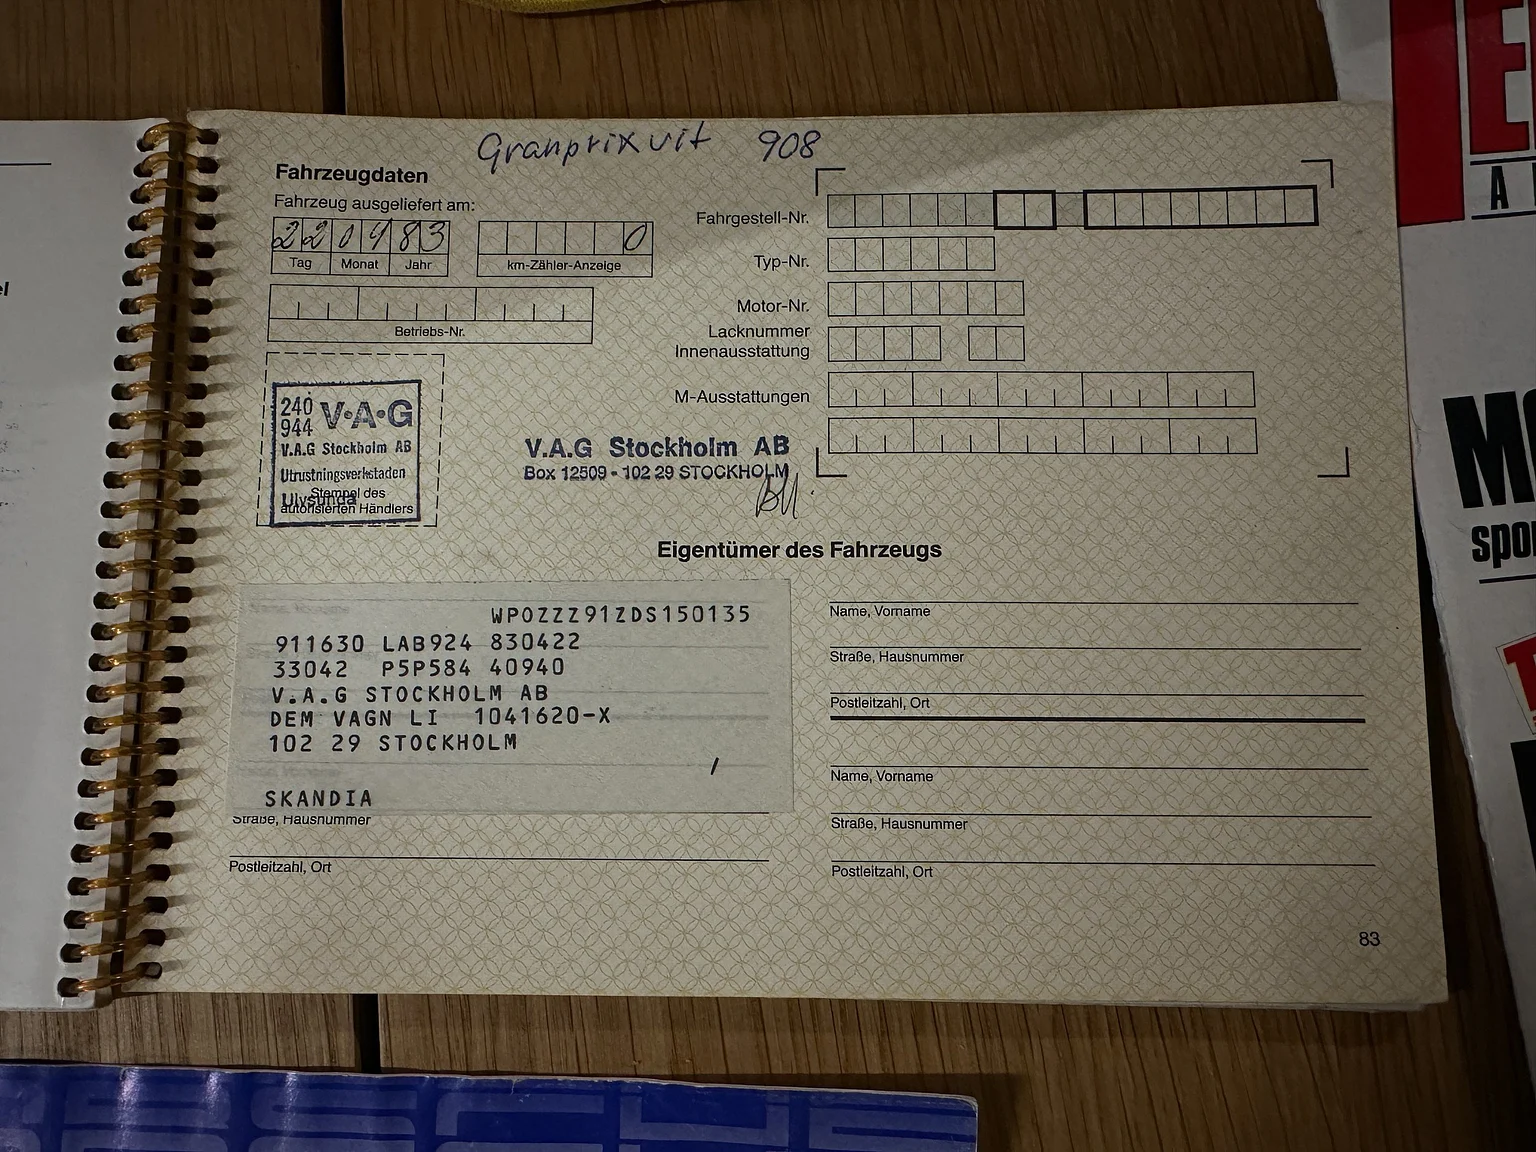 Granprixvit 908
Fahrzeugdaten
Fahrzeug ausgeliefert am:
220483
Tag Monat Jahr
0
km-Zähler-Anzeige
Betriebs-Nr.
Fahrgestell-Nr.
Typ-Nr.
Motor-Nr.
Lacknummer
Innenausstattung
M-Ausstattungen
240
944
V·A·G
V.A.G Stockholm AB
Utrustningsverkstaden
Ulvsunda
Stempel des
autorisierten Händlers
V.A.G Stockholm AB
Box 12509 - 102 29 STOCKHOLM
Eigentümer des Fahrzeugs
WP0ZZZ91ZDS150135
911630 LAB924 830422
33042 P5P584 40940
V.A.G STOCKHOLM AB
DEM VAGN LI 1041620-X
102 29 STOCKHOLM
SKANDIA
Straße, Hausnummer
Postleitzahl, Ort
Name, Vorname
Straße, Hausnummer
Postleitzahl, Ort
Name, Vorname
Straße, Hausnummer
Postleitzahl, Ort
83